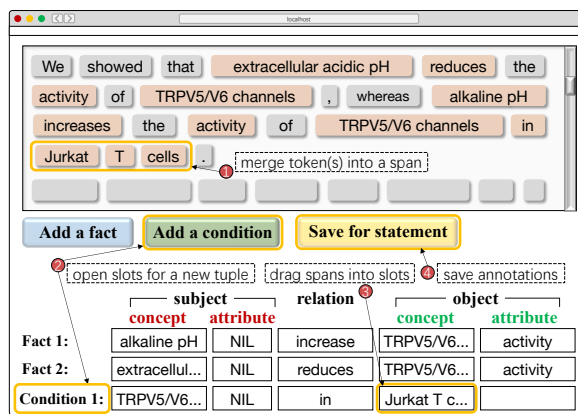 localhost
We showed that extracellular acidic pH reduces the
activity of TRPV5/V6 channels , whereas alkaline pH
increases the activity of TRPV5/V6 channels in
Jurkat T cells .
1 merge token(s) into a span
Add a fact Add a condition Save for statement
2 open slots for a new tuple drag spans into slots 4 save annotations
3
subject relation object
concept attribute concept attribute
Fact 1: alkaline pH NIL increase TRPV5/V6... activity
Fact 2: extracellul... NIL reduces TRPV5/V6... activity
Condition 1: TRPV5/V6... NIL in Jurkat T c...